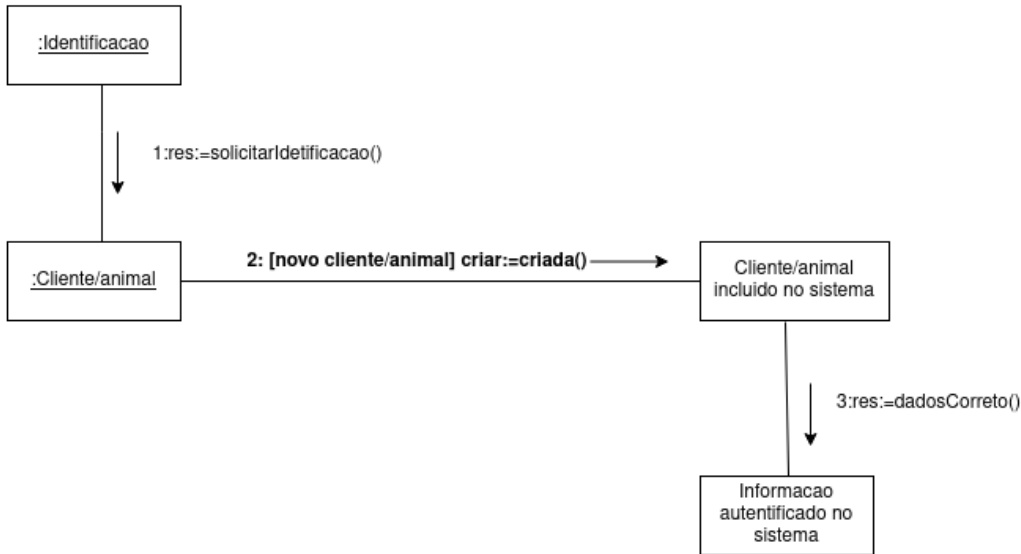 :Identificacao
1:res:=solicitarIdetificacao()
:Cliente/animal
2: [novo cliente/animal] criar:=criada()
Cliente/animal
incluido no sistema
3:res:=dadosCorreto()
Informacao
autentificado no
sistema